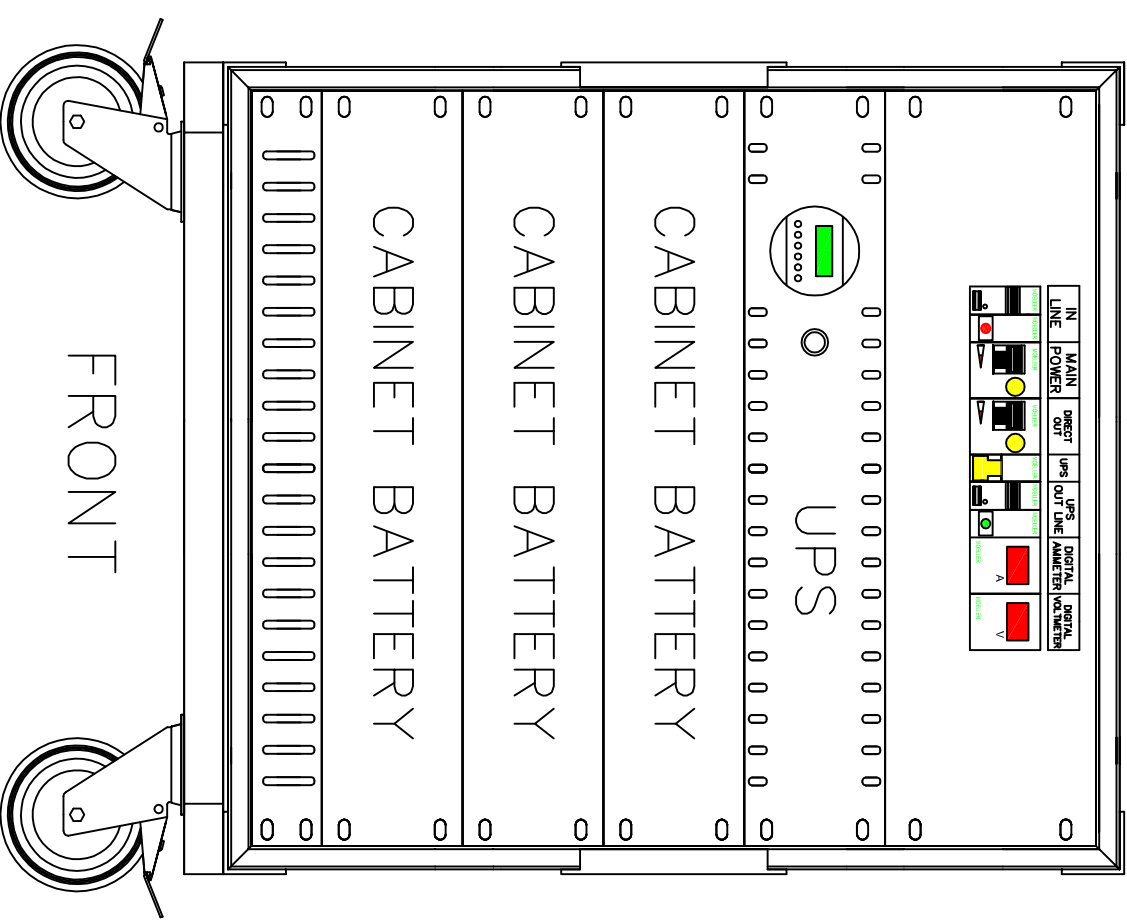 IN
LINE
MAIN
POWER
DIRECT
OUT
UPS
UPS
OUT LINE
DIGITAL
AMMETER
DIGITAL
VOLTMETER
A
V
UPS
CABINET BATTERY
CABINET BATTERY
CABINET BATTERY
FRONT